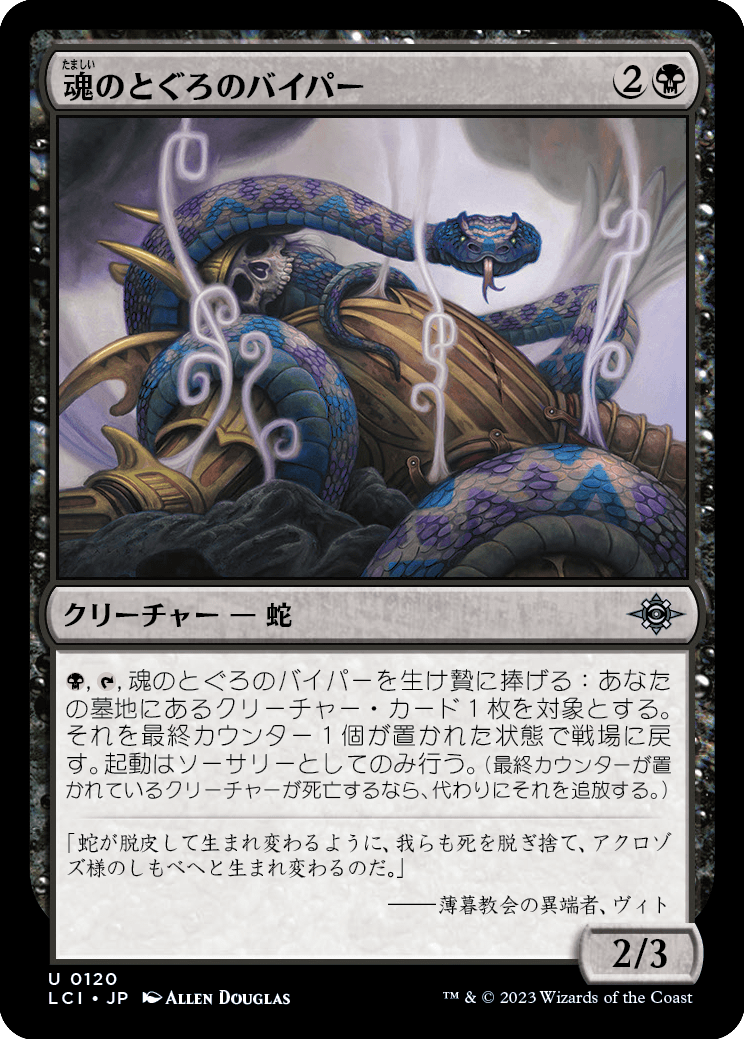 たましい
魂のとぐろのバイパー 2
クリーチャー — 蛇
, , 魂のとぐろのバイパーを生け贄に捧げる：あなた
の墓地にあるクリーチャー・カード１枚を対象とする。
それを最終カウンター１個が置かれた状態で戦場に戻
す。起動はソーサリーとしてのみ行う。（最終カウンターが置
かれているクリーチャーが死亡するなら、代わりにそれを追放する。）
「蛇が脱皮して生まれ変わるように、我らも死を脱ぎ捨て、アクロゾ
ズ様のしもべへと生まれ変わるのだ。」
――薄暮教会の異端者、ヴィト
2/3
U 0120
LCI • JP Allen Douglas
™ & © 2023 Wizards of the Coast